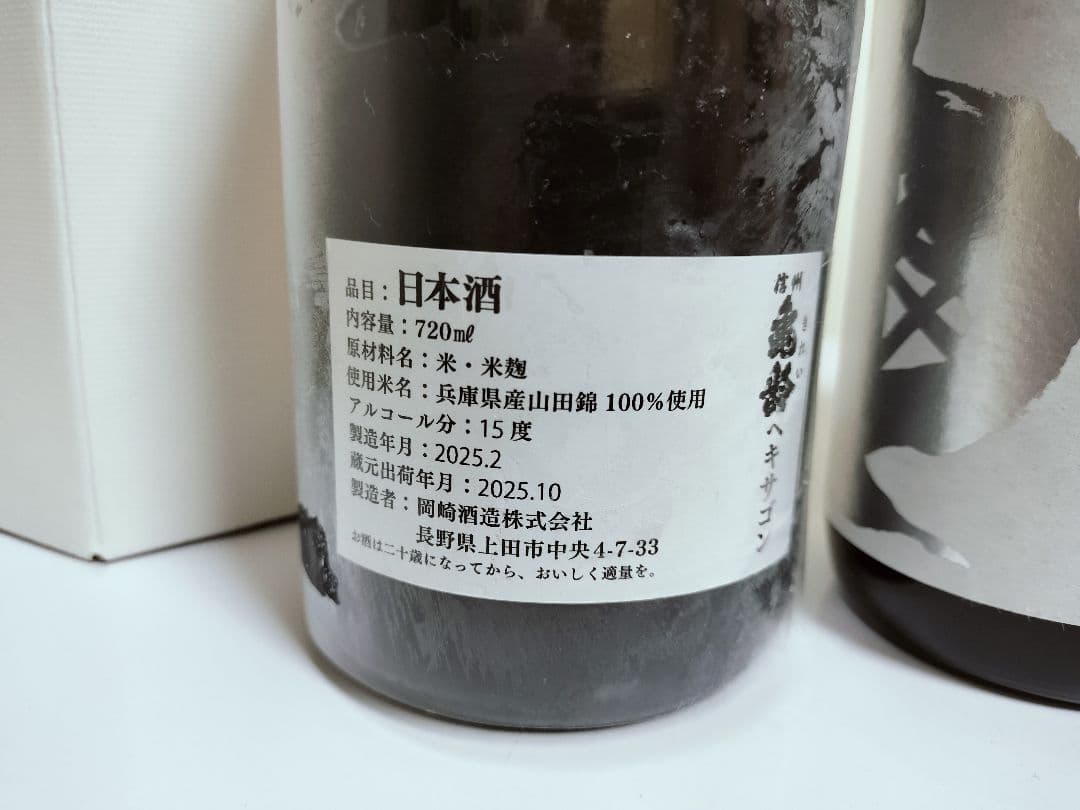 品目：日本酒
内容量：720㎖
原材料名：米・米麹
使用米名：兵庫県産山田錦 100%使用
アルコール分：15度
製造年月：2025.2
蔵元出荷年月：2025.10
製造者：岡崎酒造株式会社
長野県上田市中央4-7-33
お酒は二十歳になってから、おいしく適量を。
信州
亀齢
きれい
ヘキサゴン